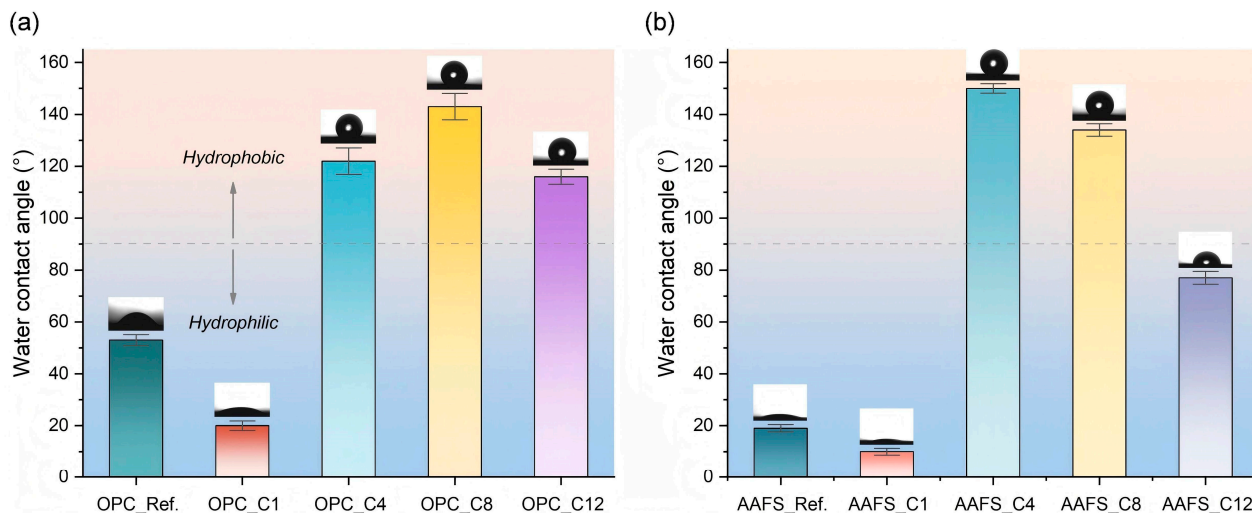 (a)
Water contact angle (°)
160
140
120
100
80
60
40
20
0
Hydrophobic
Hydrophilic
OPC_Ref. OPC_C1 OPC_C4 OPC_C8 OPC_C12
(b)
Water contact angle (°)
160
140
120
100
80
60
40
20
0
AAFS_Ref. AAFS_C1 AAFS_C4 AAFS_C8 AAFS_C12